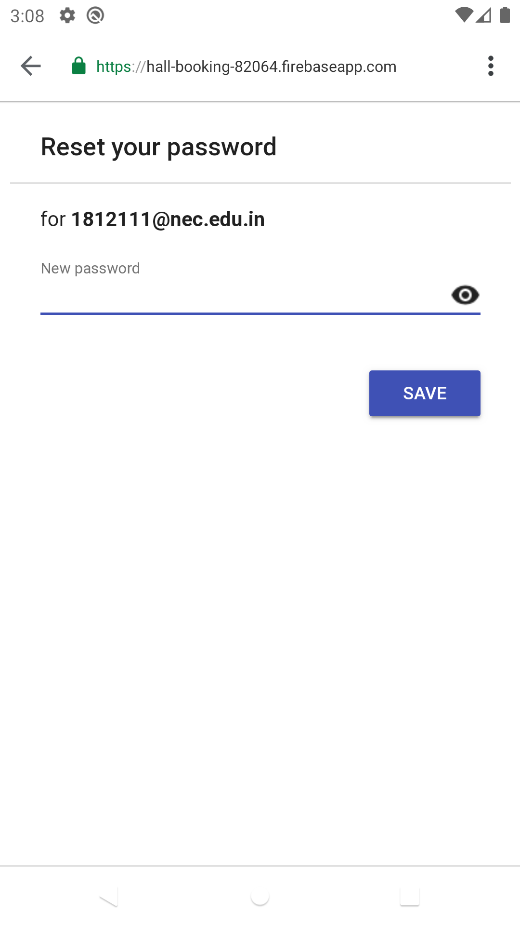 3:08
https://hall-booking-82064.firebaseapp.com
Reset your password
for 1812111@nec.edu.in
New password
SAVE